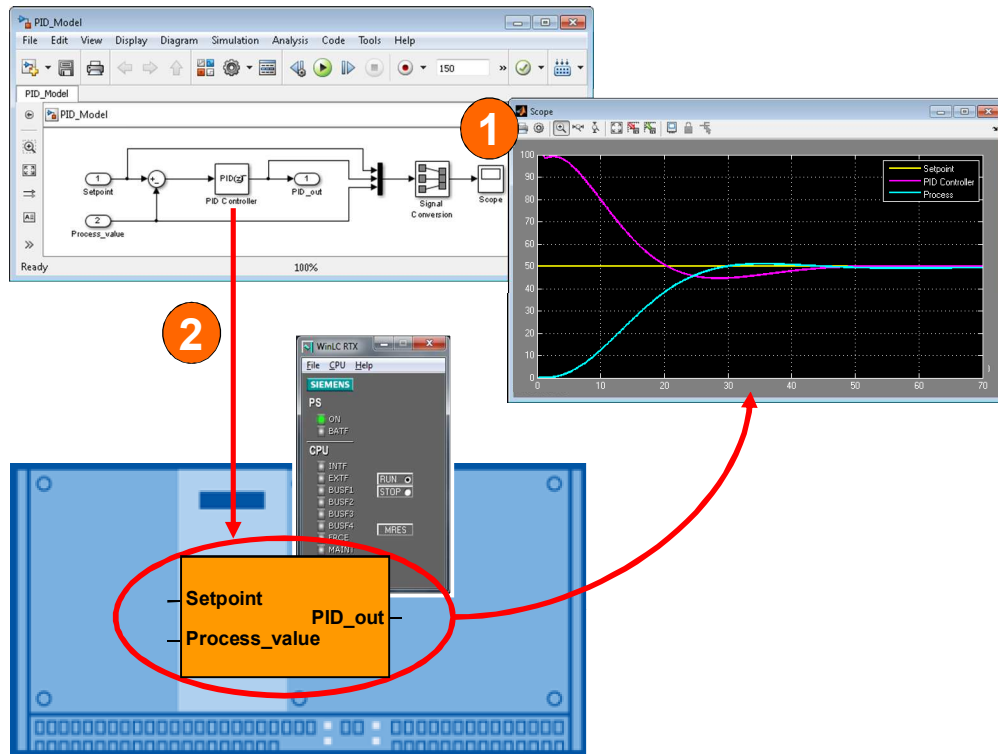 PID_Model
File Edit View Display Diagram Simulation Analysis Code Tools Help
150
»
PID_Model
PID_Model
1
Setpoint
2
Process_value
PID(z)
PID Controller
1
PID_out
Signal
Conversion
Scope
Ready
100%
»
1
Scope
100
90
80
70
60
50
40
30
20
10
0
0 10 20 30 40 50 60 70
Setpoint
PID Controller
Process
2
WinLC RTX
File CPU Help
SIEMENS
PS
ON
BATF
CPU
INTF
EXTF
BUSF1
BUSF2
BUSF3
BUSF4
FRCE
MAINT
RUN
STOP
MRES
Setpoint
PID_out
Process_value